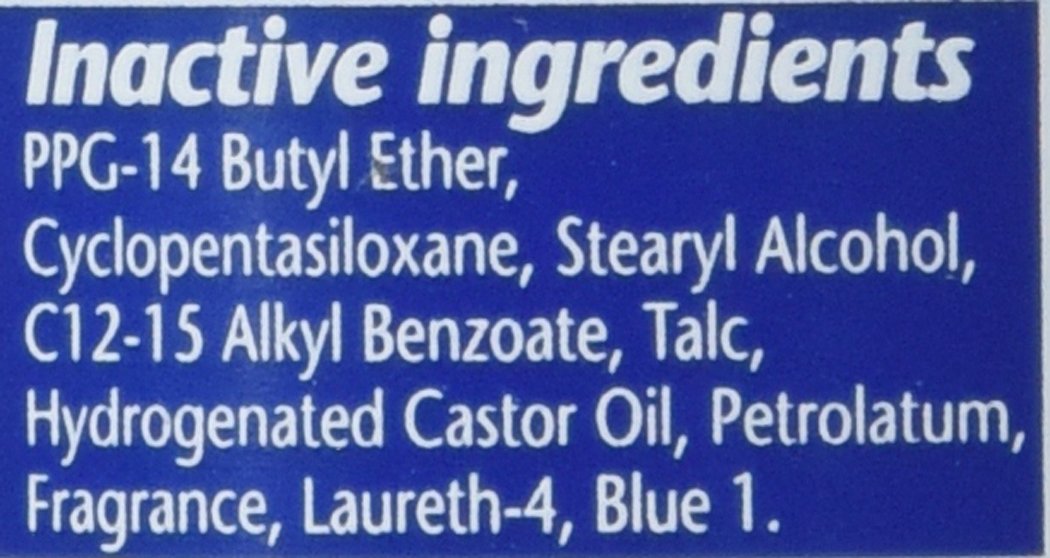 Inactive ingredients
PPG-14 Butyl Ether,
Cyclopentasiloxane, Stearyl Alcohol,
C12-15 Alkyl Benzoate, Talc,
Hydrogenated Castor Oil, Petrolatum,
Fragrance, Laureth-4, Blue 1.